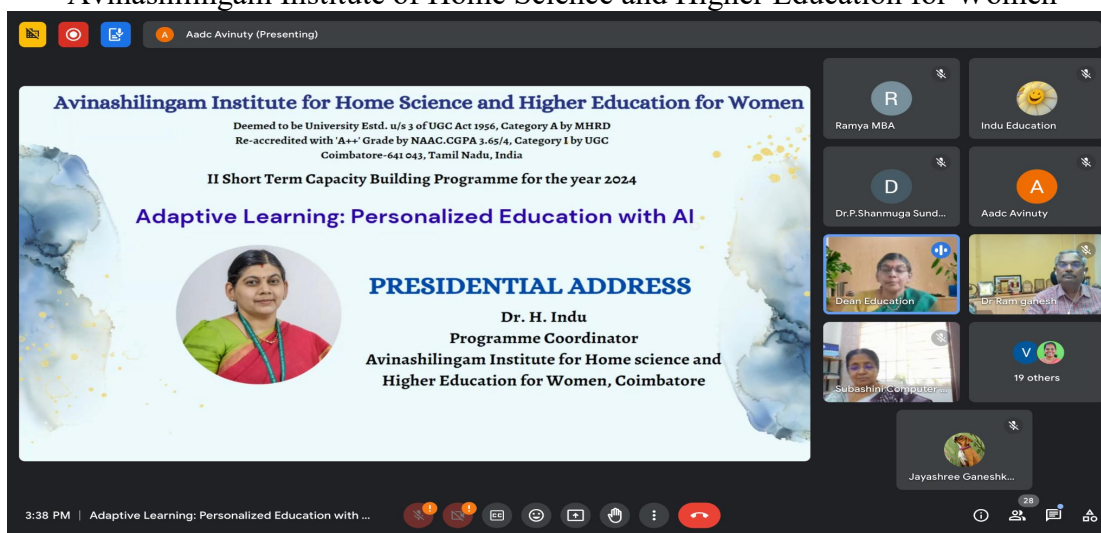 Avinashilingam Institute of Home Science and Higher Education for Women
A Aadc Avinuty (Presenting)
Avinashilingam Institute for Home Science and Higher Education for Women
Deemed to be University Estd. u/s 3 of UGC Act 1956, Category A by MHRD
Re-accredited with 'A++' Grade by NAAC.CGPA 3.65/4, Category I by UGC
Coimbatore-641 043, Tamil Nadu, India
II Short Term Capacity Building Programme for the year 2024
Adaptive Learning: Personalized Education with AI
PRESIDENTIAL ADDRESS
Dr. H. Indu
Programme Coordinator
Avinashilingam Institute for Home science and
Higher Education for Women, Coimbatore
R
Ramya MBA
Indu Education
D
Dr.P.Shanmuga Sund...
A
Aadc Avinuty
Dean Education
Dr Ram ganesh
Subashini Computer ...
V
19 others
Jayashree Ganeshk...
3:38 PM | Adaptive Learning: Personalized Education with ...
CC
28